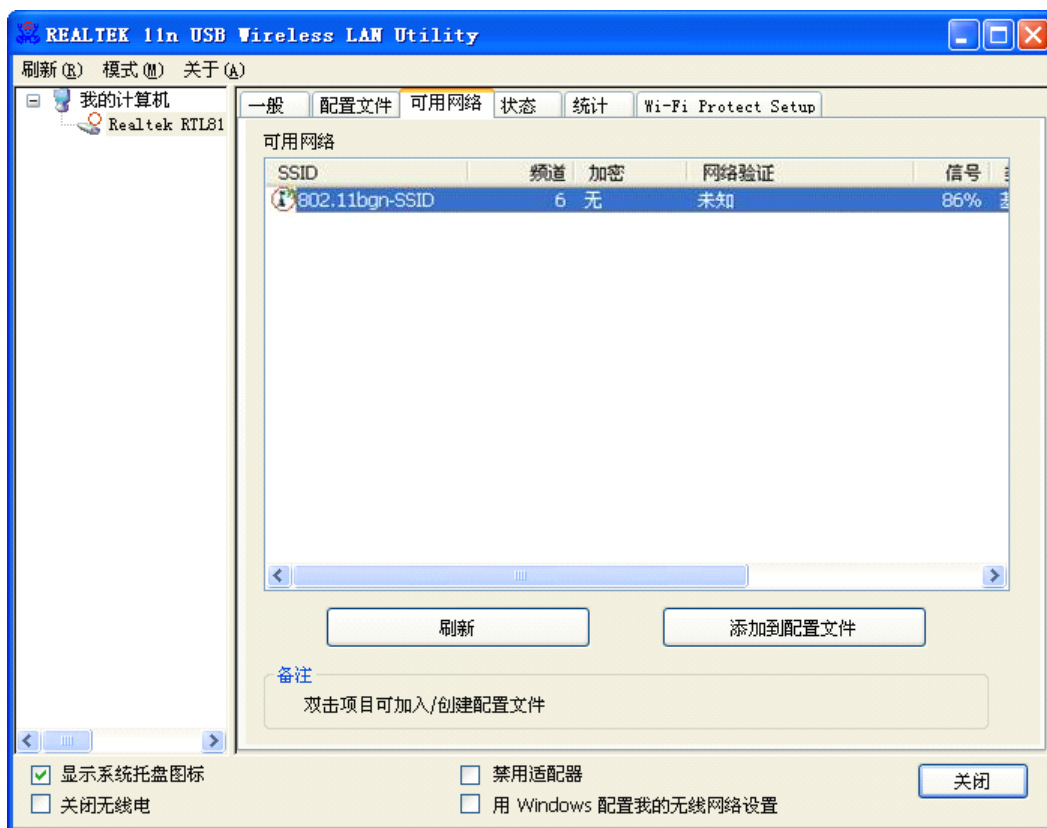 REALTEK 11n USB Wireless LAN Utility
刷新(R) 模式(M) 关于(A)
我的计算机
Realtek RTL81
一般 配置文件 可用网络 状态 统计 Wi-Fi Protect Setup
可用网络
SSID 频道 加密 网络验证 信号
802.11bgn-SSID 6 无 未知 86%
刷新 添加到配置文件
备注
双击项目可加入/创建配置文件
显示系统托盘图标 禁用适配器 关闭
关闭无线电 用 Windows 配置我的无线网络设置